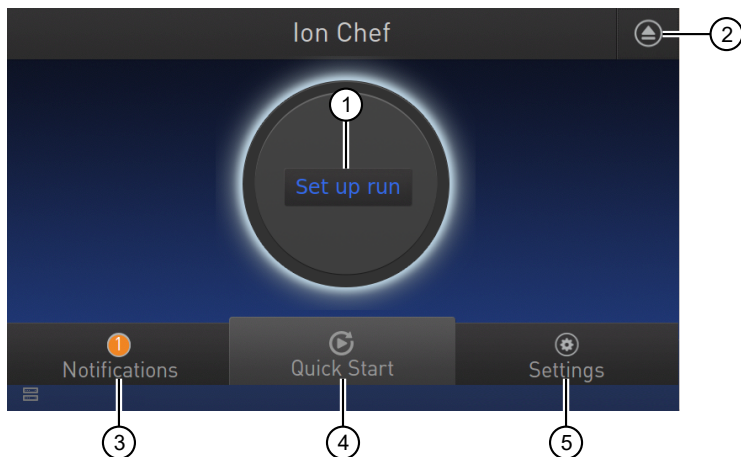 Ion Chef
2
1
Set up run
1
Notifications
Quick Start
Settings
3
4
5